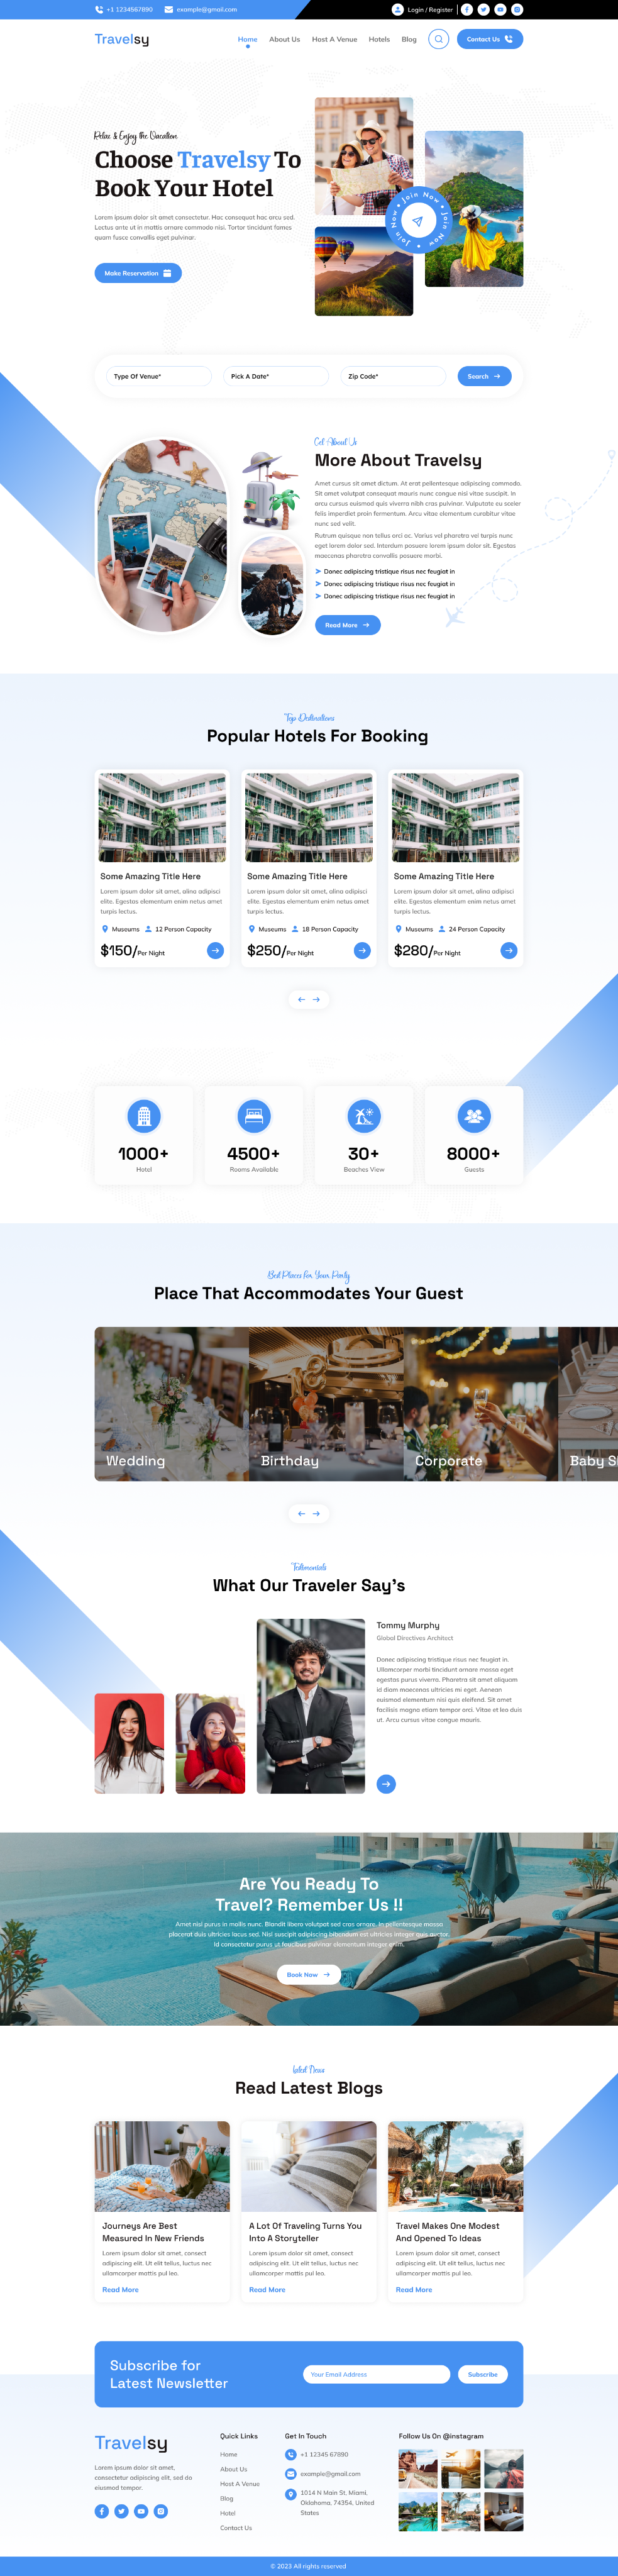 +1 1234567890
example@gmail.com
Login / Register
Travelsy
Home
About Us
Host A Venue
Hotels
Blog
Contact Us
Relax & Enjoy the Vacation
Choose Travelsy To
Book Your Hotel
Lorem ipsum dolor sit amet consectetur. Hac consequat hac arcu sed.
Luctus ante ut in mattis ornare commodo nisi. Tortor tincidunt fames
quam fusce convallis eget pulvinar.
Make Reservation
Join Now Join Now Join Now
Type Of Venue*
Pick A Date*
Zip Code*
Search
Get About Us
More About Travelsy
Amet cursus sit amet dictum. At erat pellentesque adipiscing commodo.
Sit amet volutpat consequat mauris nunc congue nisi vitae suscipit. In
arcu cursus euismod quis viverra nibh cras pulvinar. Vulputate eu sceler
felis imperdiet proin fermentum. Arcu vitae elementum curabitur vitae
nunc sed velit.
Rutrum quisque non tellus orci ac. Varius vel pharetra vel turpis nunc
eget lorem dolor sed. Interdum posuere lorem ipsum dolor sit. Egestas
maecenas pharetra convallis posuere morbi.
Donec adipiscing tristique risus nec feugiat in
Donec adipiscing tristique risus nec feugiat in
Donec adipiscing tristique risus nec feugiat in
Read More
Top Destinations
Popular Hotels For Booking
Some Amazing Title Here
Lorem ipsum dolor sit amet, alina adipisci
elite. Egestas elementum enim netus amet
turpis lectus.
Museums
12 Person Capacity
$150/Per Night
Some Amazing Title Here
Lorem ipsum dolor sit amet, alina adipisci
elite. Egestas elementum enim netus amet
turpis lectus.
Museums
18 Person Capacity
$250/Per Night
Some Amazing Title Here
Lorem ipsum dolor sit amet, alina adipisci
elite. Egestas elementum enim netus amet
turpis lectus.
Museums
24 Person Capacity
$280/Per Night
1000+
Hotel
4500+
Rooms Available
30+
Beaches View
8000+
Guests
Best Places For Your Party
Place That Accommodates Your Guest
Wedding
Birthday
Corporate
Baby S
Testimonials
What Our Traveler Say's
Tommy Murphy
Global Directives Architect
Donec adipiscing tristique risus nec feugiat in.
Ullamcorper morbi tincidunt ornare massa eget
egestas purus viverra. Pharetra sit amet aliquam
id diam maecenas ultricies mi eget. Aenean
euismod elementum nisi quis eleifend. Sit amet
facilisis magna etiam tempor orci. Vitae et leo duis
ut. Arcu cursus vitae congue mauris.
Are You Ready To
Travel? Remember Us !!
Amet nisl purus in mollis nunc. Blandit libero volutpat sed cras ornare. In pellentesque massa
placerat duis ultricies lacus sed. Nisl suscipit adipiscing bibendum est ultricies integer quis auctor.
Id consectetur purus ut faucibus pulvinar elementum integer enim.
Book Now
Latest News
Read Latest Blogs
Journeys Are Best
Measured In New Friends
Lorem ipsum dolor sit amet, consect
adipiscing elit. Ut elit tellus, luctus nec
ullamcorper mattis pul leo.
Read More
A Lot Of Traveling Turns You
Into A Storyteller
Lorem ipsum dolor sit amet, consect
adipiscing elit. Ut elit tellus, luctus nec
ullamcorper mattis pul leo.
Read More
Travel Makes One Modest
And Opened To Ideas
Lorem ipsum dolor sit amet, consect
adipiscing elit. Ut elit tellus, luctus nec
ullamcorper mattis pul leo.
Read More
Subscribe for
Latest Newsletter
Your Email Address
Subscribe
Travelsy
Lorem ipsum dolor sit amet,
consectetur adipiscing elit, sed do
eiusmod tempor.
Quick Links
Home
About Us
Host A Venue
Blog
Hotel
Contact Us
Get In Touch
+1 12345 67890
example@gmail.com
1014 N Main St, Miami,
Oklahoma, 74354, United
States
Follow Us On @instagram
© 2023 All rights reserved